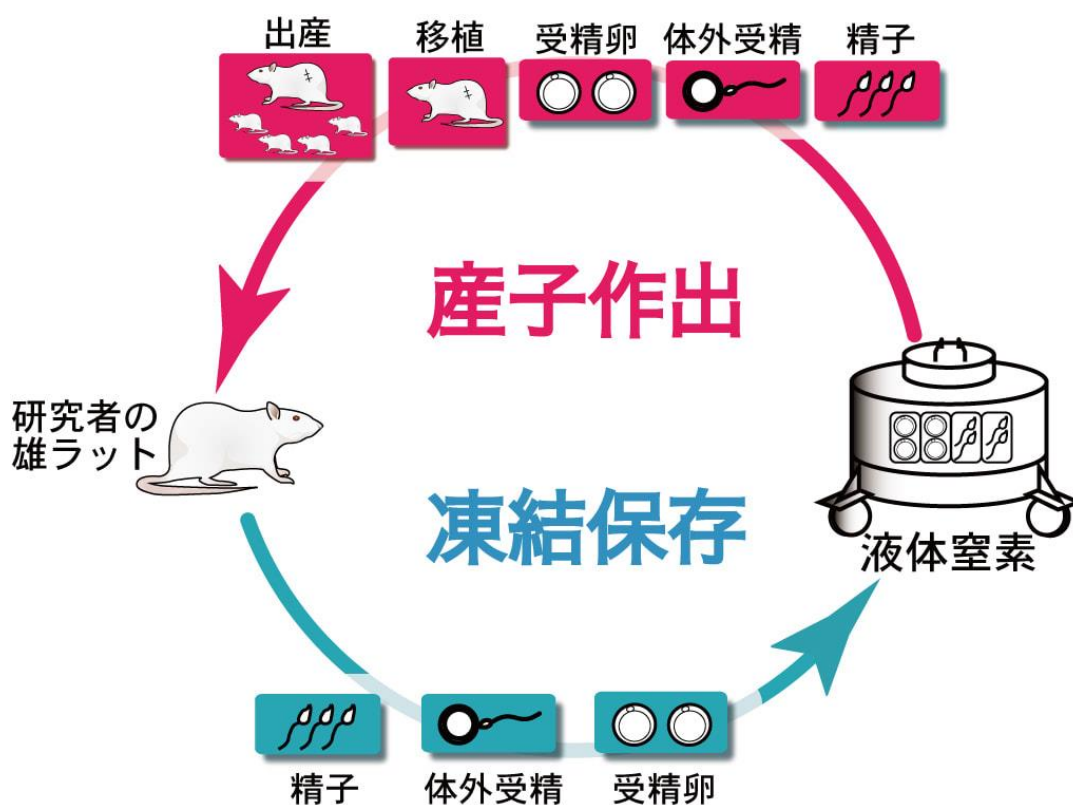 出産
移植
受精卵
体外受精
精子
産子作出
研究者の
雄ラット
凍結保存
液体窒素
精子
体外受精
受精卵